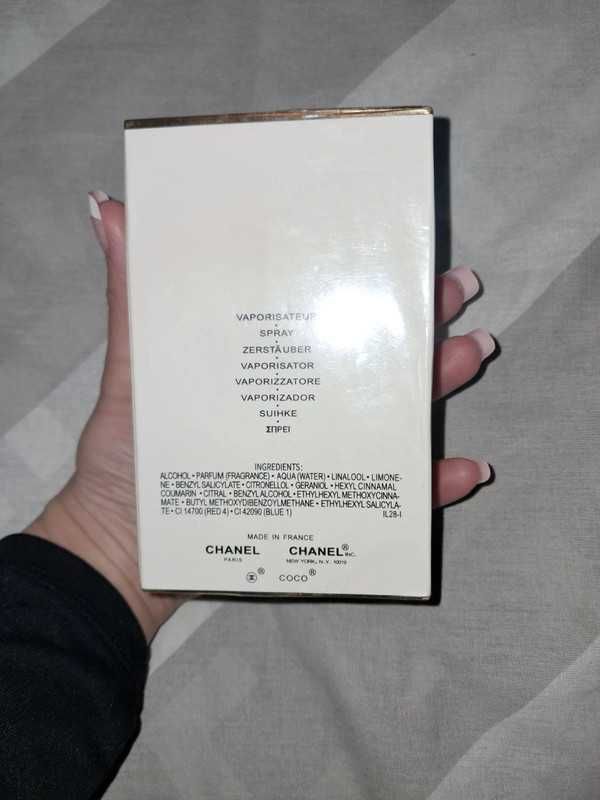 VAPORISATEUR
SPRAY
ZERSTÄUBER
VAPORISATOR
VAPORIZZATORE
VAPORIZADOR
SUIHKE
ΣΠΡΕΪ
INGREDIENTS:
ALCOHOL • PARFUM (FRAGRANCE) • AQUA (WATER) • LINALOOL • LIMONE-
NE • BENZYL SALICYLATE • CITRONELLOL • GERANIOL • HEXYL CINNAMAL
COUMARIN • CITRAL • BENZYL ALCOHOL • ETHYLHEXYL METHOXYCINNA-
MATE • BUTYL METHOXYDIBENZOYLMETHANE • ETHYLHEXYL SALICYLA-
TE • CI 14700 (RED 4) • CI 42090 (BLUE 1) IL28-I
MADE IN FRANCE
CHANEL CHANEL® INC.
PARIS NEW YORK, N.Y. 10019
® COCO®